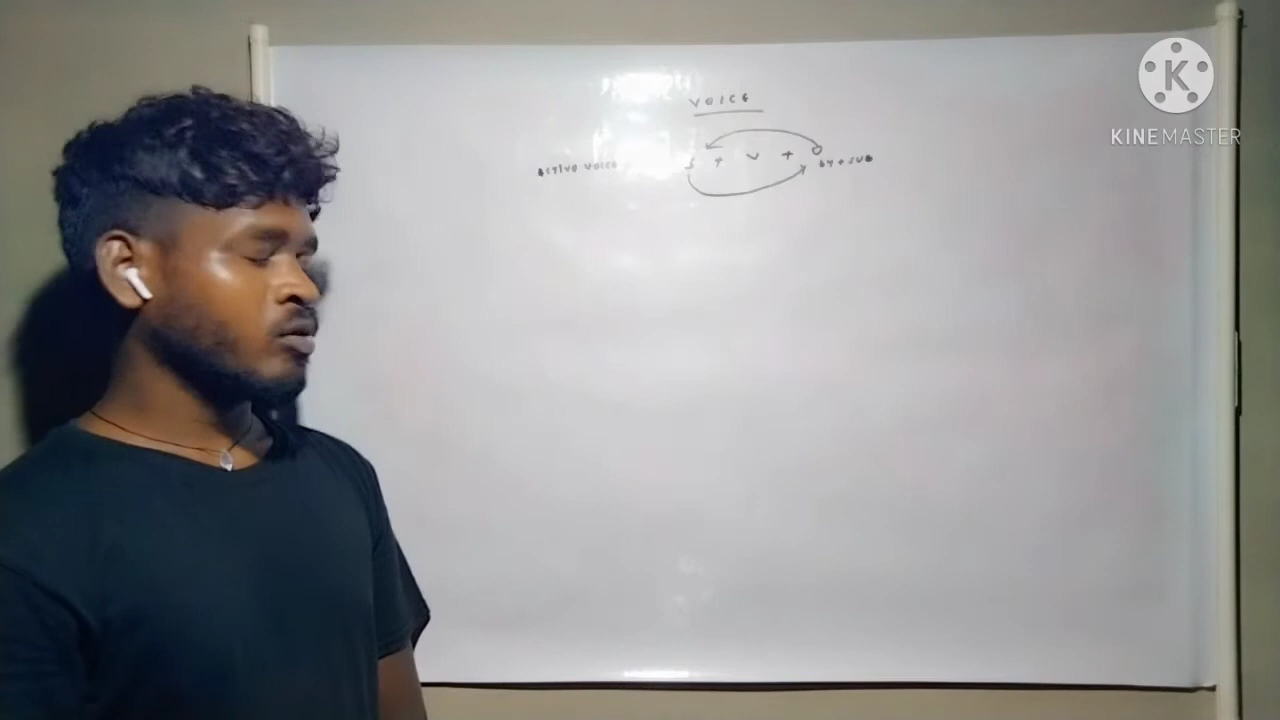 VOICE
S + V + O
Active voice by + sub
K
KINEMASTER